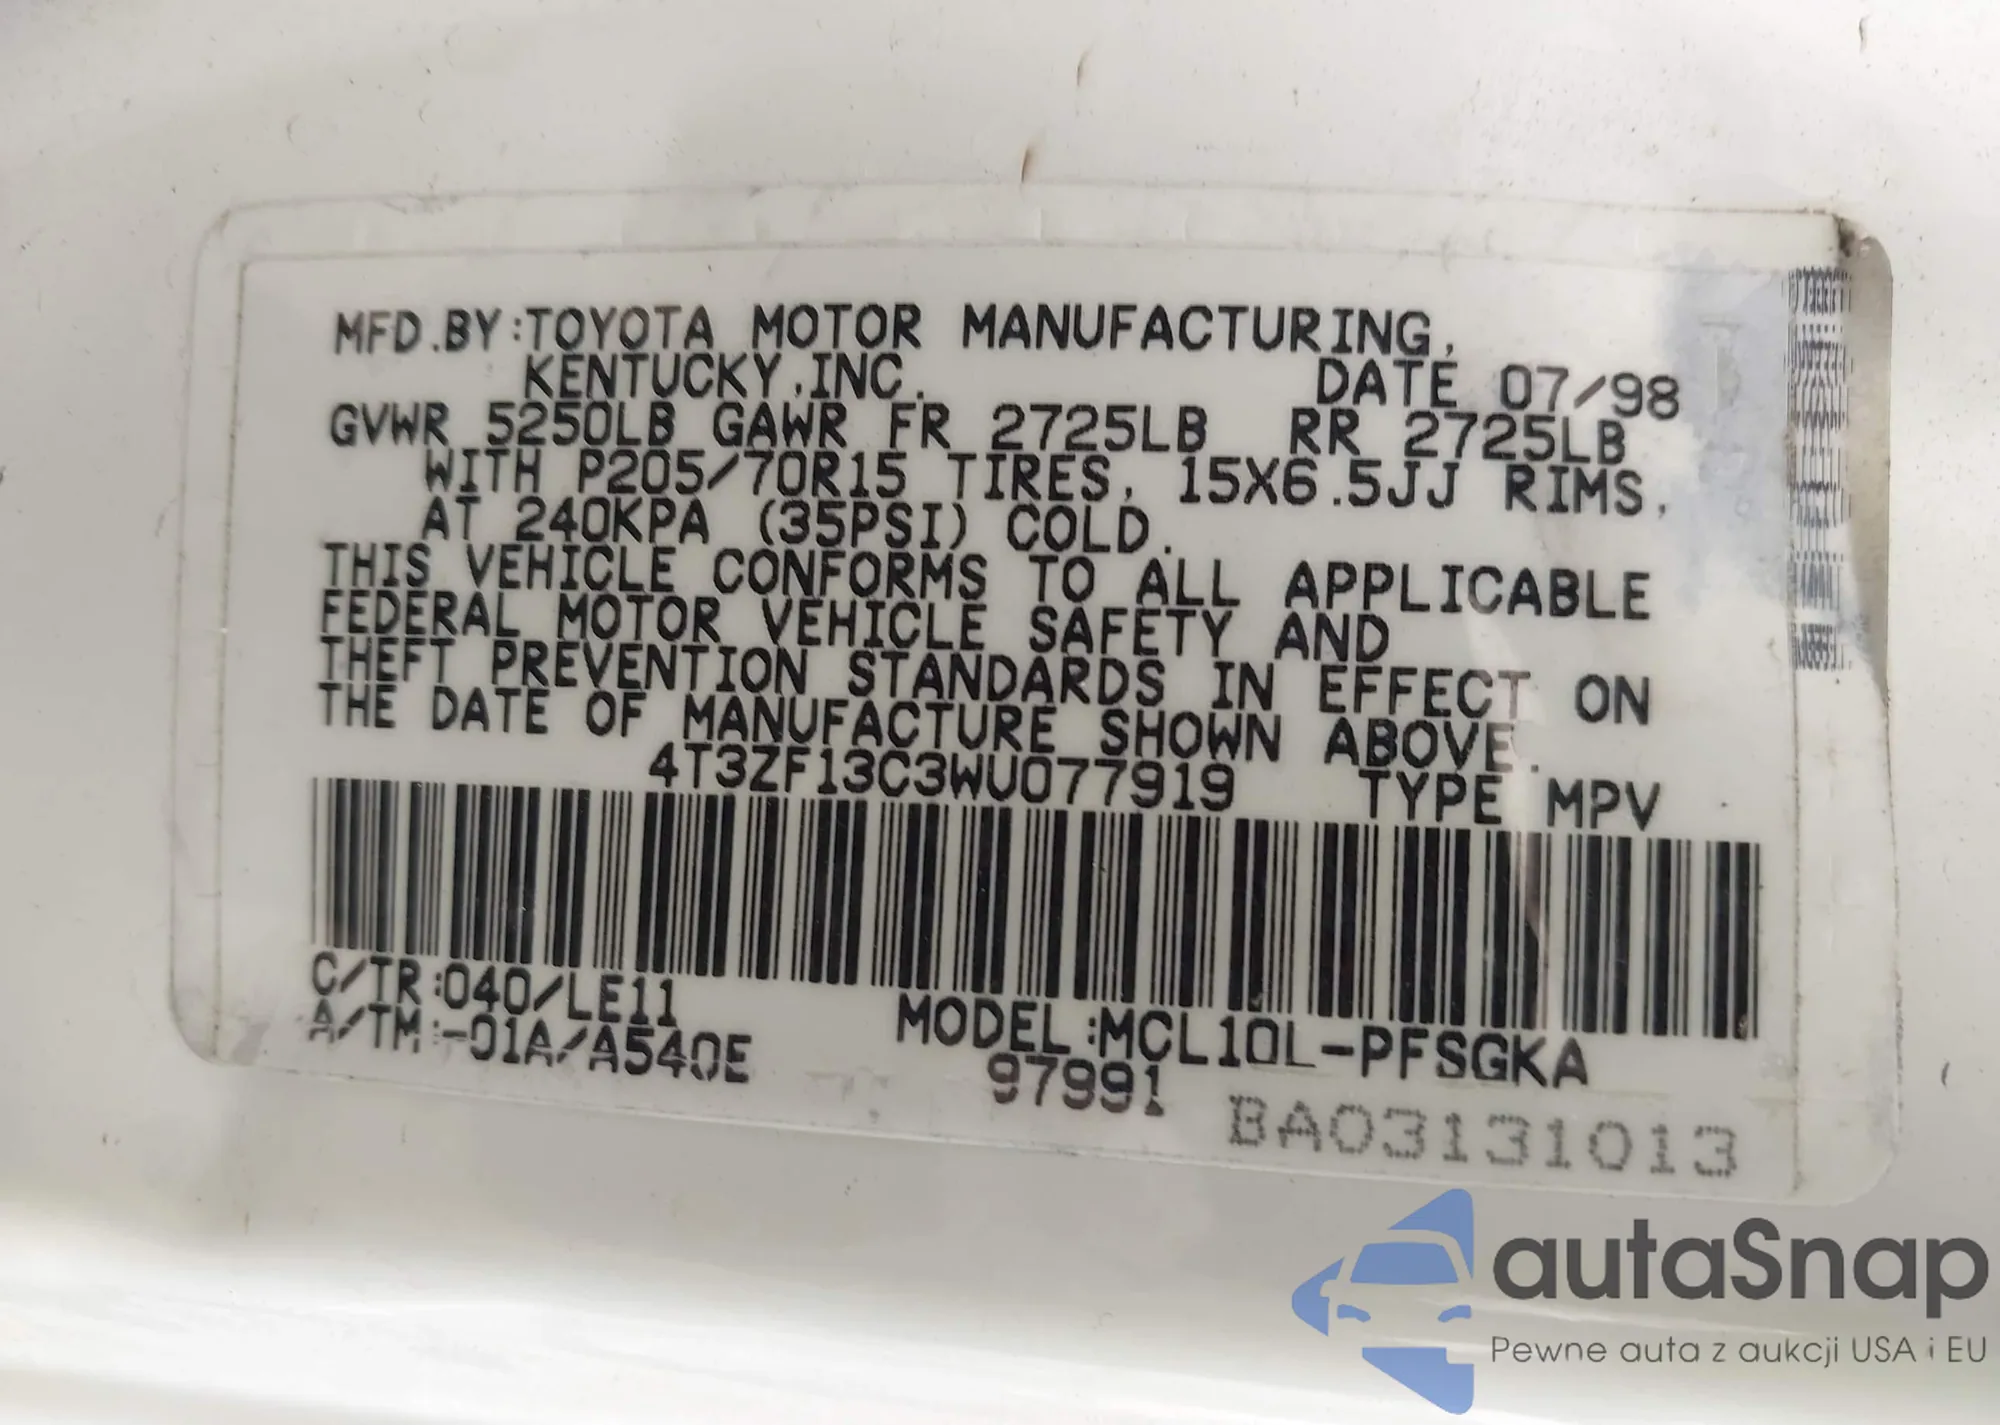 MFD.BY:TOYOTA MOTOR MANUFACTURING,
KENTUCKY,INC. DATE 07/98
GVWR 5250LB GAWR FR 2725LB RR 2725LB
WITH P205/70R15 TIRES, 15X6.5JJ RIMS,
AT 240KPA (35PSI) COLD.
THIS VEHICLE CONFORMS TO ALL APPLICABLE
FEDERAL MOTOR VEHICLE SAFETY AND
THEFT PREVENTION STANDARDS IN EFFECT ON
THE DATE OF MANUFACTURE SHOWN ABOVE.
4T3ZF13C3WU077919 TYPE MPV
C/TR:040/LE11
A/TM:-01A/A540E
MODEL:MCL10L-PFSGKA
97991
BA03131013
autaSnap
Pewne auta z aukcji USA i EU